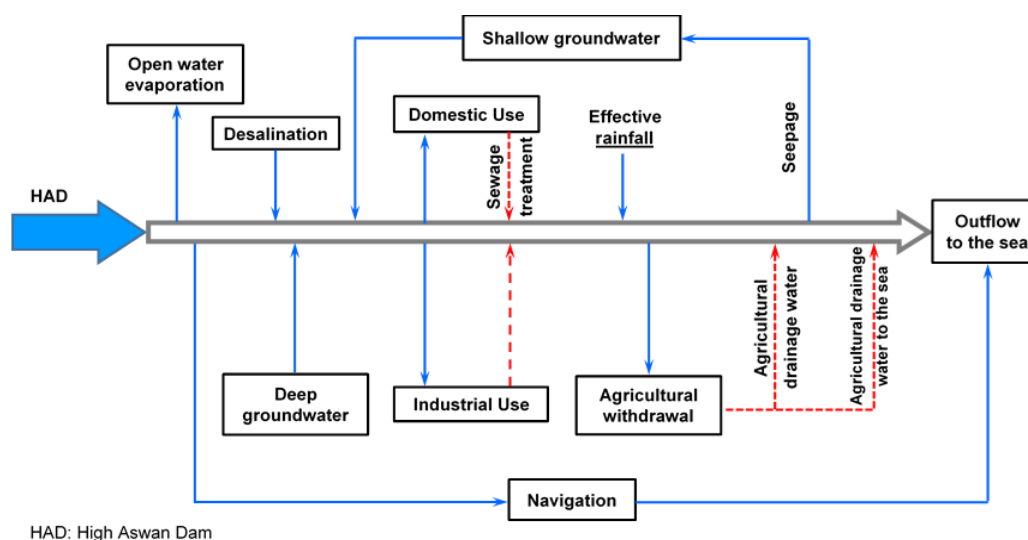 Shallow groundwater
Open water
evaporation
Domestic Use
Effective
rainfall
Desalination
Sewage
treatment
Seepage
HAD
Outflow
to the sea
Agricultural
drainage water
Agricultural drainage
water to the sea
Deep
groundwater
Industrial Use
Agricultural
withdrawal
Navigation
HAD: High Aswan Dam